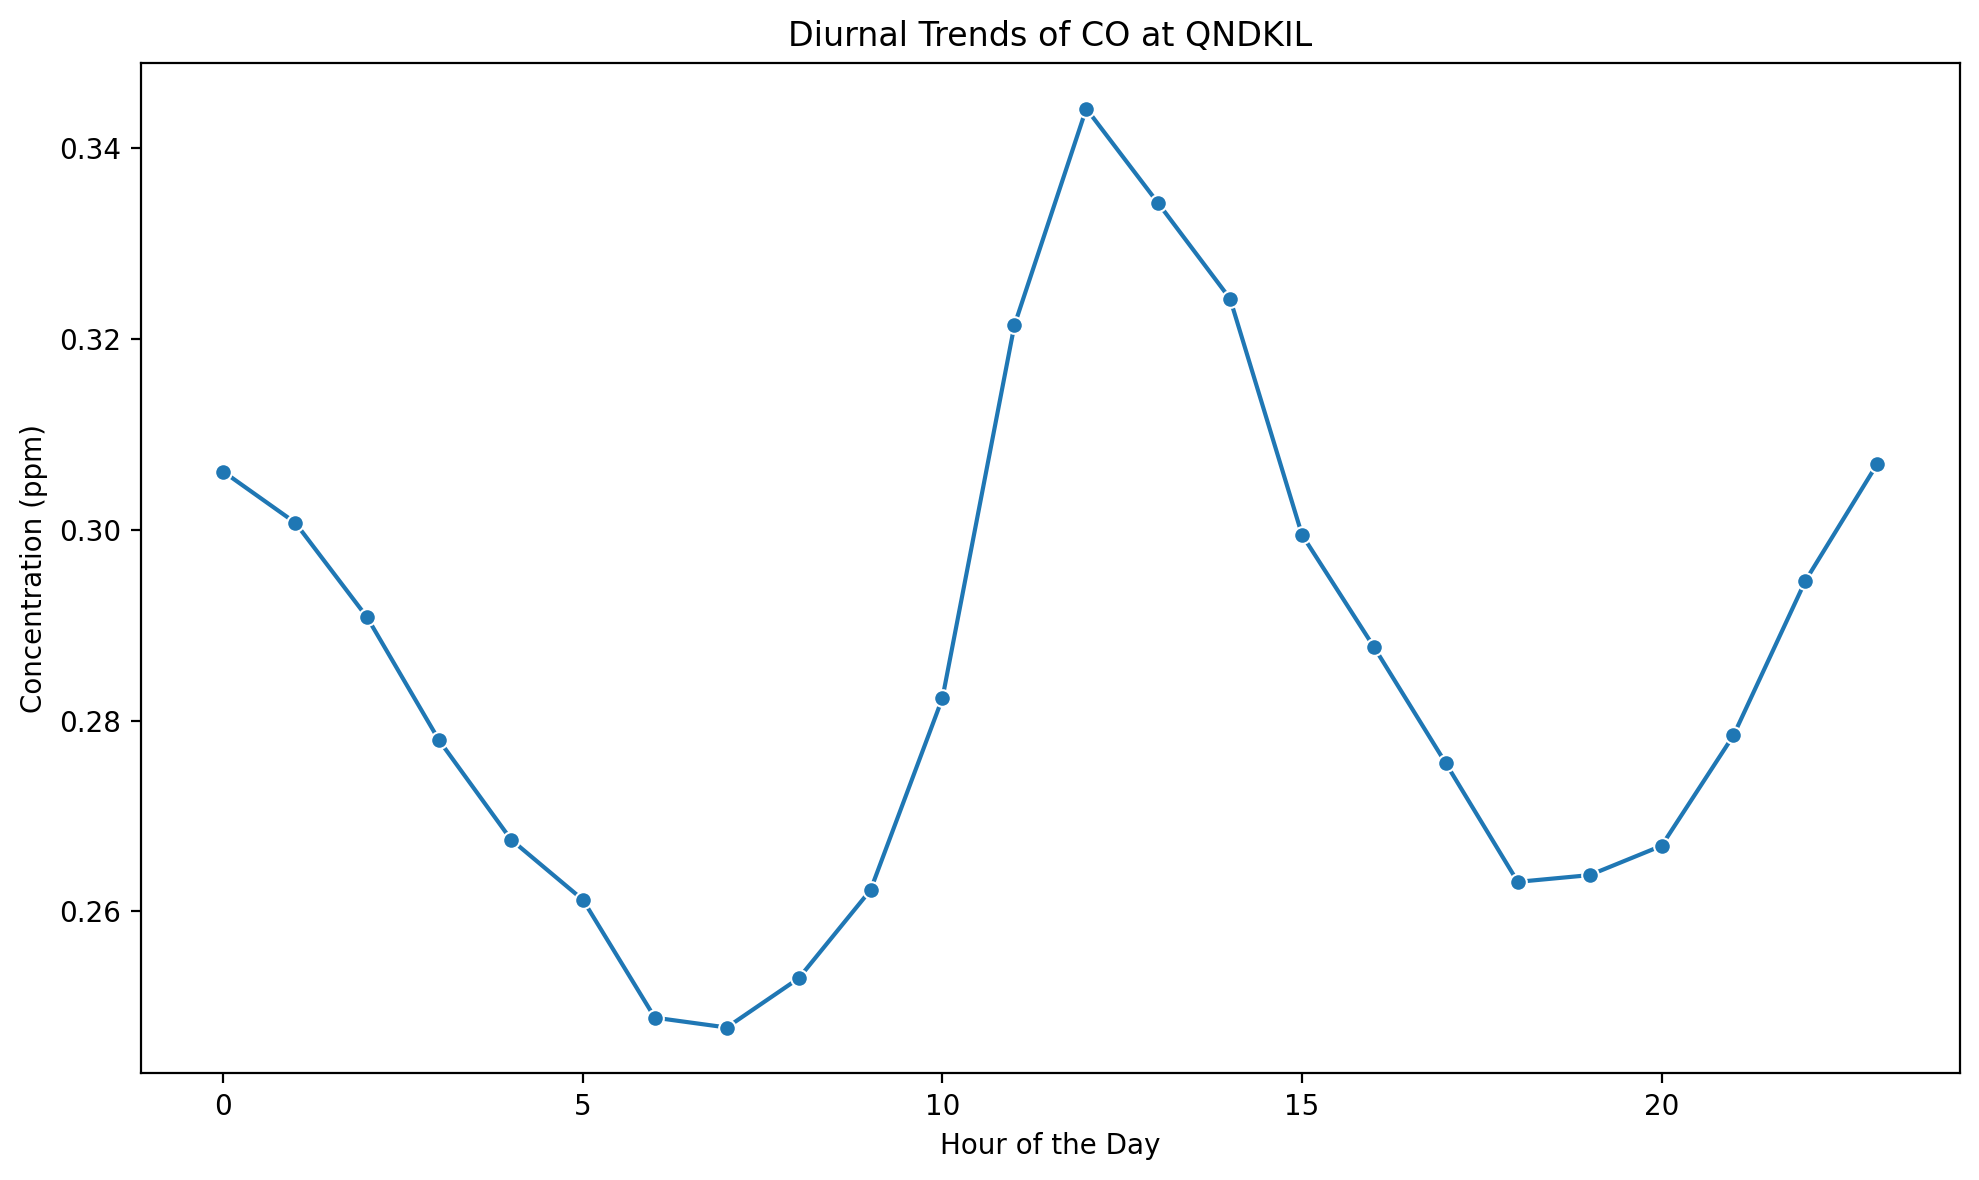 Diurnal Trends of CO at QNDKIL
Concentration (ppm)
0.34
0.32
0.30
0.28
0.26
0 5 10 15 20
Hour of the Day